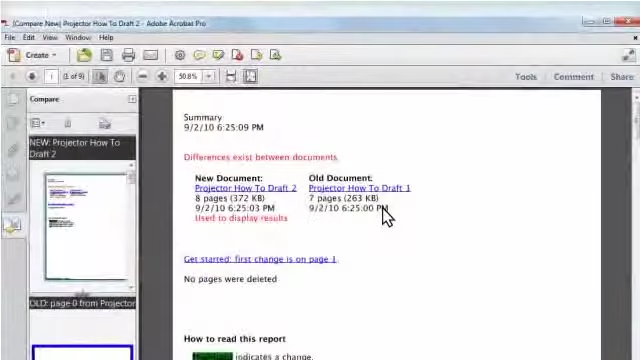 [Compare New] Projector How To Draft 2 - Adobe Acrobat Pro
File Edit View Window Help
Create
1 (1 of 9) 50.8% Tools Comment Share
Compare
NEW: Projector How To
Draft 2
OLD: page 0 from Projector
Summary
9/2/10 6:25:09 PM
Differences exist between documents.
New Document: Old Document:
Projector How To Draft 2 Projector How To Draft 1
8 pages (372 KB) 7 pages (263 KB)
9/2/10 6:25:03 PM 9/2/10 6:25:00 PM
Used to display results
Get started: first change is on page 1.
No pages were deleted
How to read this report
indicates a change.